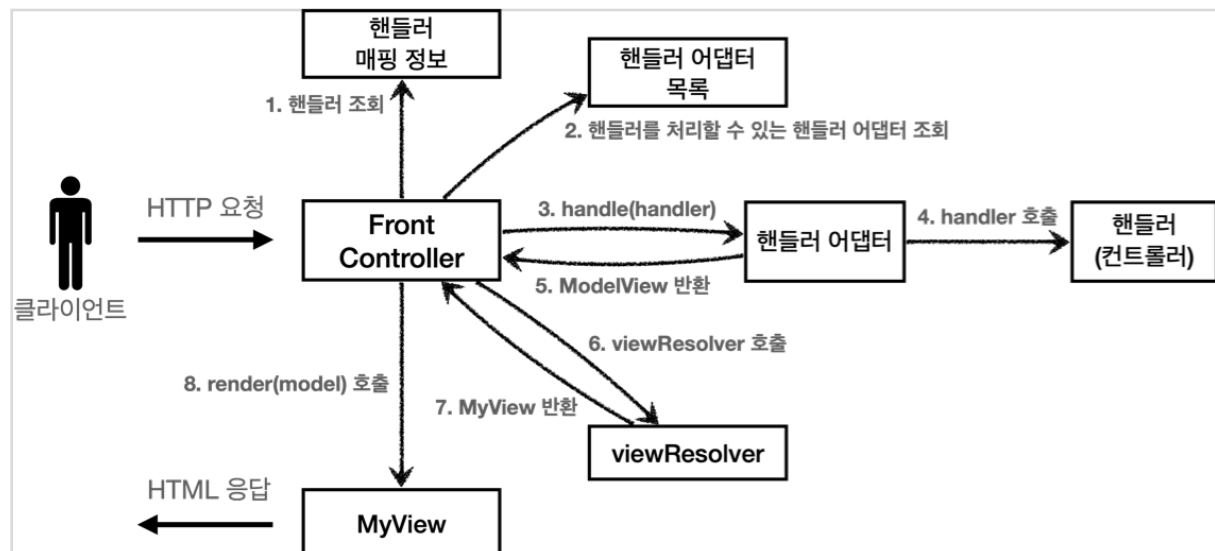 핸들러
매핑 정보
핸들러 어댑터
목록
1. 핸들러 조회
2. 핸들러를 처리할 수 있는 핸들러 어댑터 조회
HTTP 요청
Front
Controller
3. handle(handler)
핸들러 어댑터
4. handler 호출
핸들러
(컨트롤러)
5. ModelView 반환
클라이언트
6. viewResolver 호출
8. render(model) 호출
7. MyView 반환
viewResolver
HTML 응답
MyView